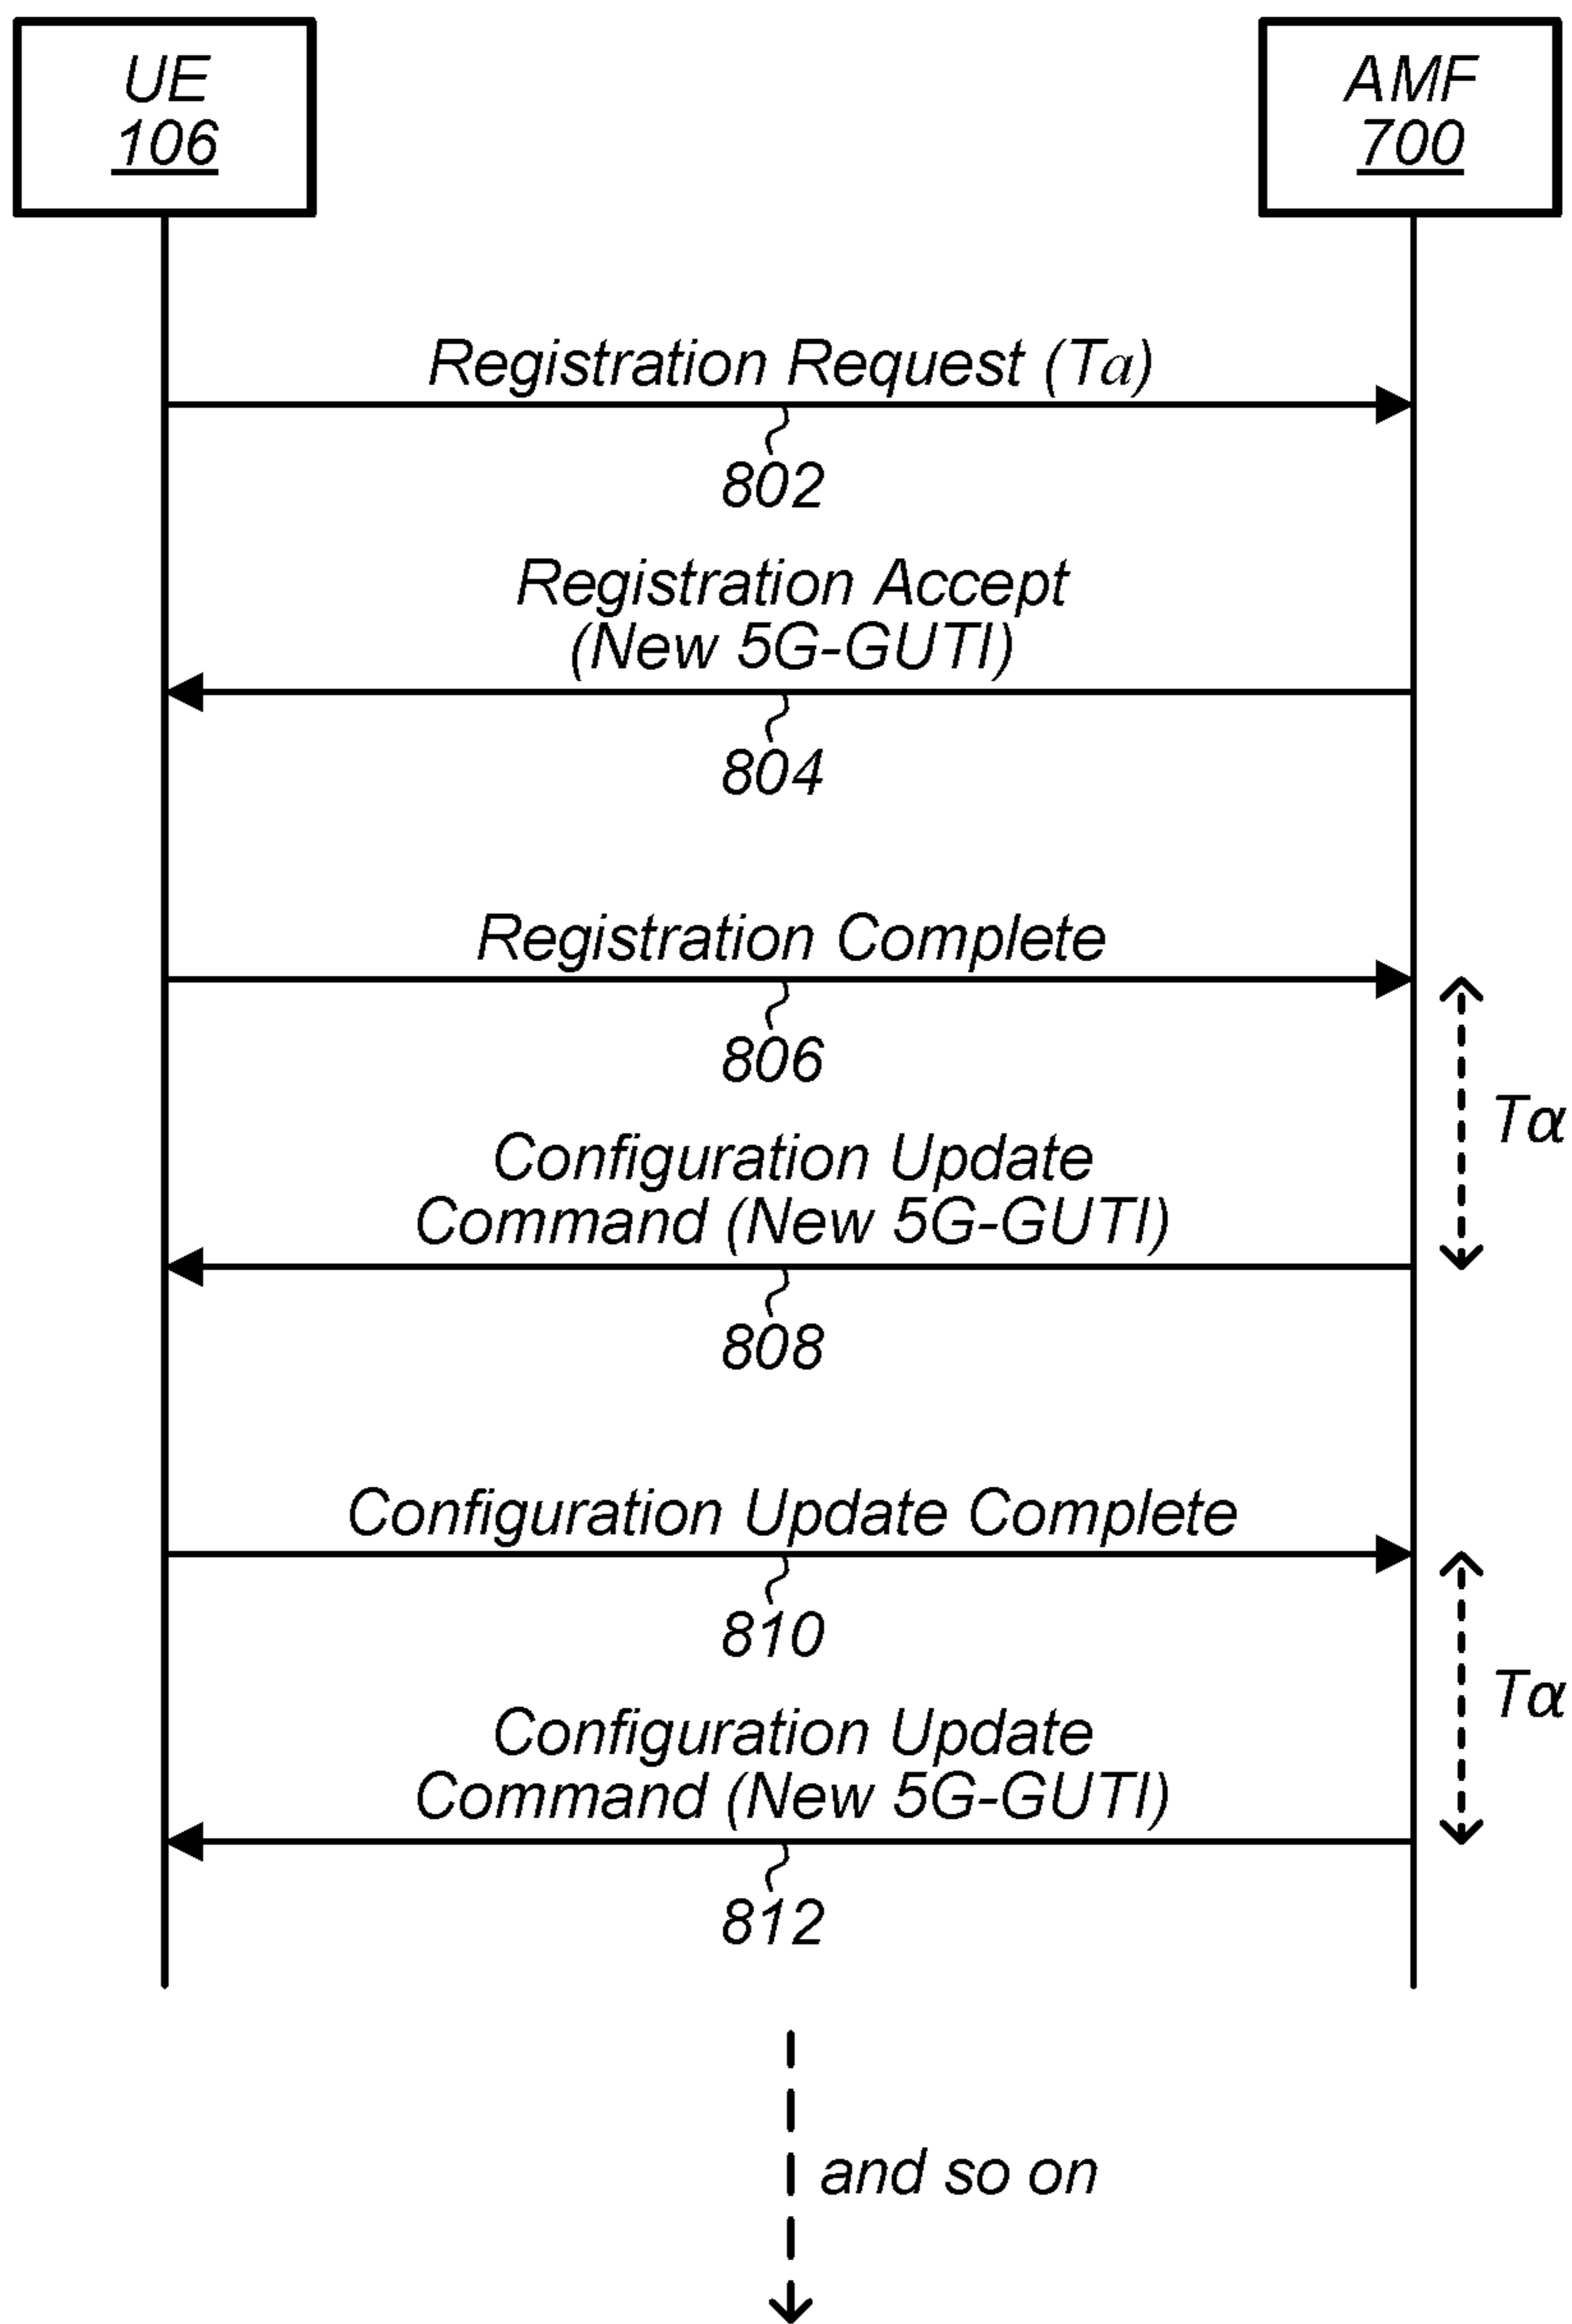 UE
106
AMF
700
Registration Request (Tα)
802
Registration Accept
(New 5G-GUTI)
804
Registration Complete
806
Tα
Configuration Update
Command (New 5G-GUTI)
808
Configuration Update Complete
810
Tα
Configuration Update
Command (New 5G-GUTI)
812
and so on